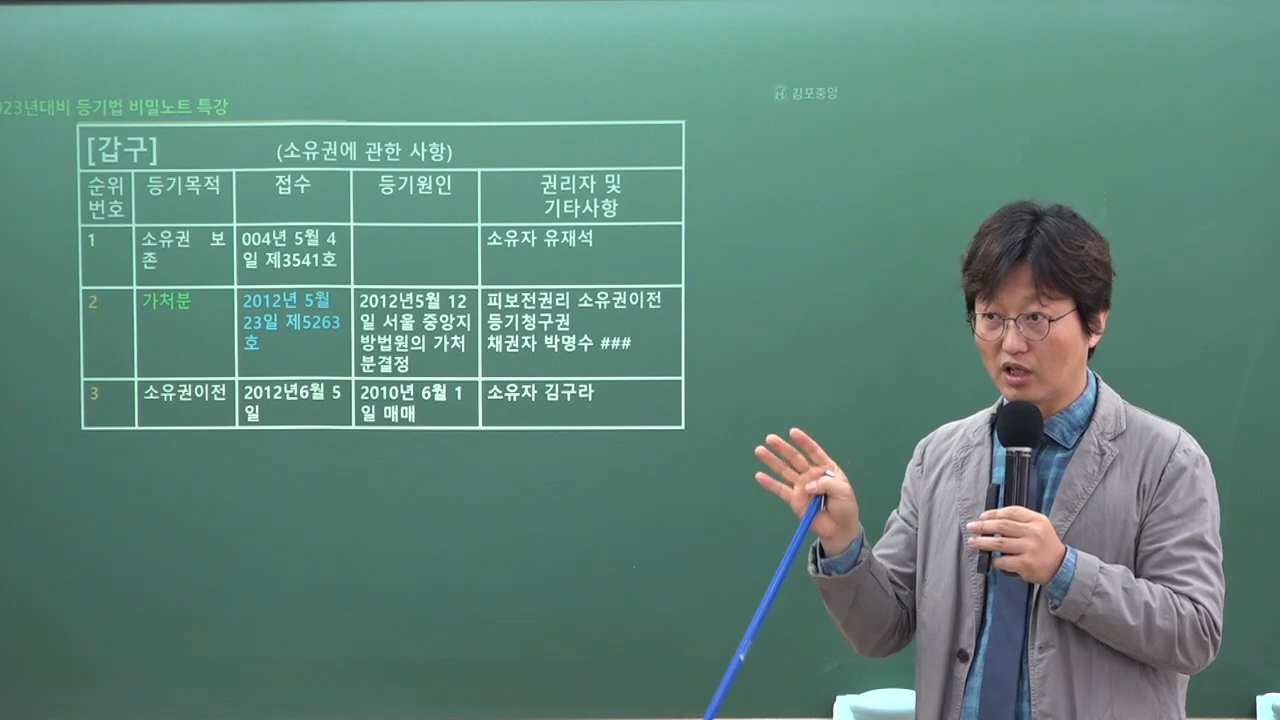 023년대비 등기법 비밀노트 특강
김포중앙
[갑구] (소유권에 관한 사항)
순위
번호
등기목적
접수
등기원인
권리자 및
기타사항
1
소유권 보
존
004년 5월 4
일 제3541호
소유자 유재석
2
가처분
2012년 5월
23일 제5263
호
2012년5월 12
일 서울 중앙지
방법원의 가처
분결정
피보전권리 소유권이전
등기청구권
채권자 박명수 ###
3
소유권이전
2012년6월 5
일
2010년 6월 1
일 매매
소유자 김구라